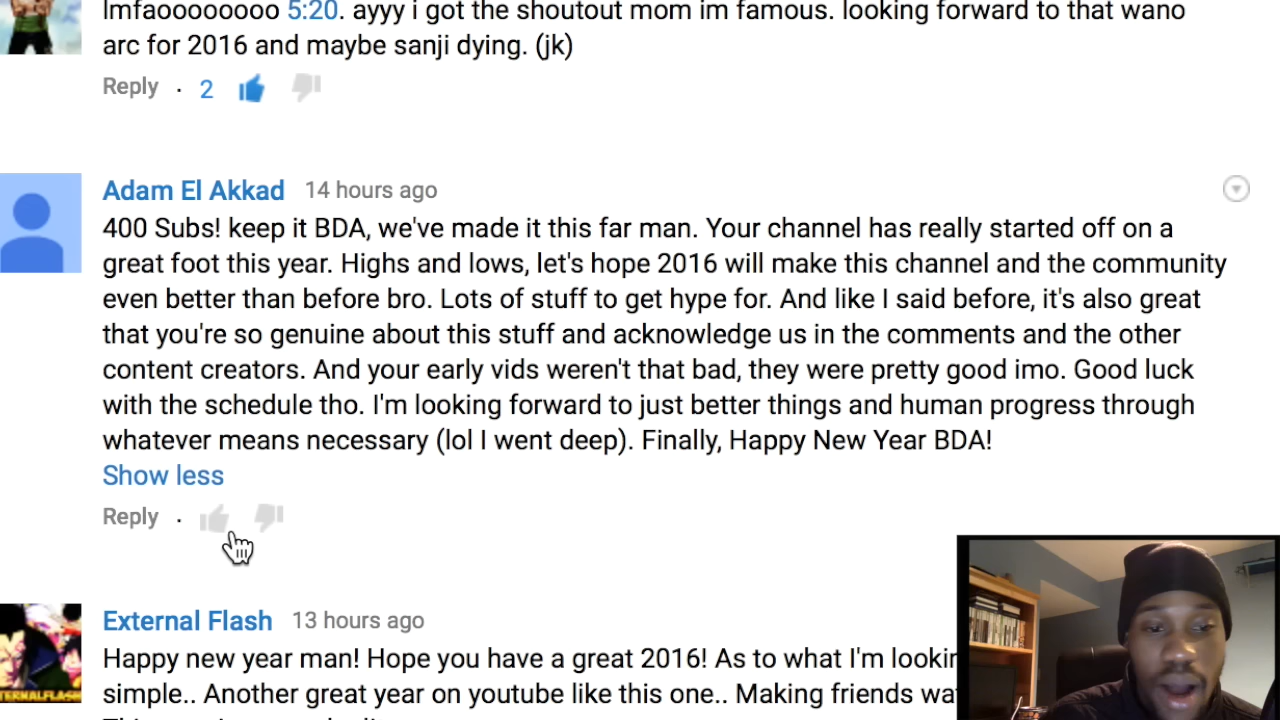 lmfaooooooooo 5:20. ayyy i got the shoutout mom im famous. looking forward to that wano
arc for 2016 and maybe sanji dying. (jk)
Reply · 2
Adam El Akkad 14 hours ago
400 Subs! keep it BDA, we've made it this far man. Your channel has really started off on a
great foot this year. Highs and lows, let's hope 2016 will make this channel and the community
even better than before bro. Lots of stuff to get hype for. And like I said before, it's also great
that you're so genuine about this stuff and acknowledge us in the comments and the other
content creators. And your early vids weren't that bad, they were pretty good imo. Good luck
with the schedule tho. I'm looking forward to just better things and human progress through
whatever means necessary (lol I went deep). Finally, Happy New Year BDA!
Show less
Reply ·
External Flash 13 hours ago
Happy new year man! Hope you have a great 2016! As to what I'm
simple.. Another great year on youtube like this one.. Making friends